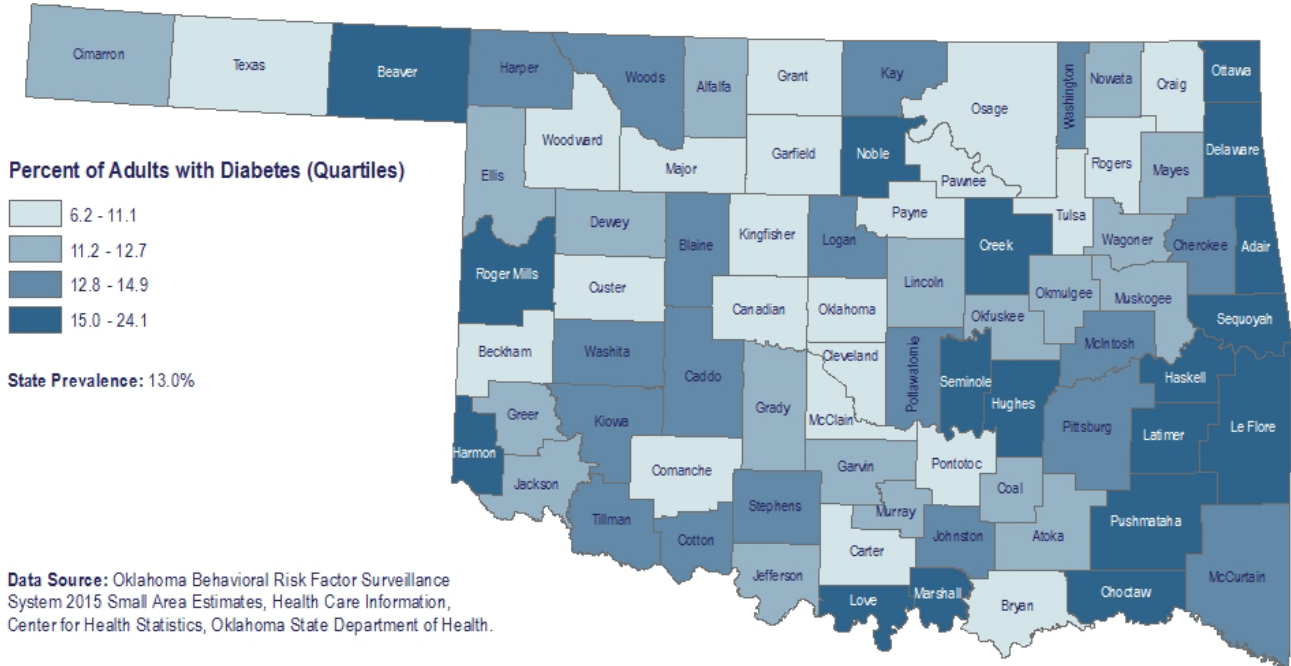 Cimarron
Texas
Beaver
Harper
Woods
Alfalfa
Grant
Kay
Osage
Washington
Nowata
Craig
Ottawa
Woodward
Major
Garfield
Noble
Pawnee
Rogers
Mayes
Delaware
Percent of Adults with Diabetes (Quartiles)
6.2 - 11.1
11.2 - 12.7
12.8 - 14.9
15.0 - 24.1
State Prevalence: 13.0%
Ellis
Dewey
Blaine
Kingfisher
Logan
Payne
Creek
Tulsa
Wagoner
Cherokee
Adair
Roger Mills
Custer
Canadian
Oklahoma
Lincoln
Okfuskee
Okmulgee
Muskogee
Sequoyah
Beckham
Washita
Caddo
Grady
Cleveland
McClain
Pottawatomie
Seminole
Hughes
McIntosh
Haskell
Pittsburg
Latimer
Le Flore
Harmon
Greer
Kiowa
Jackson
Comanche
Garvin
Pontotoc
Coal
Tillman
Cotton
Stephens
Murray
Johnston
Atoka
Pushmataha
Jefferson
Carter
Love
Marshall
Bryan
Choctaw
McCurtain
Data Source: Oklahoma Behavioral Risk Factor Surveillance
System 2015 Small Area Estimates, Health Care Information,
Center for Health Statistics, Oklahoma State Department of Health.